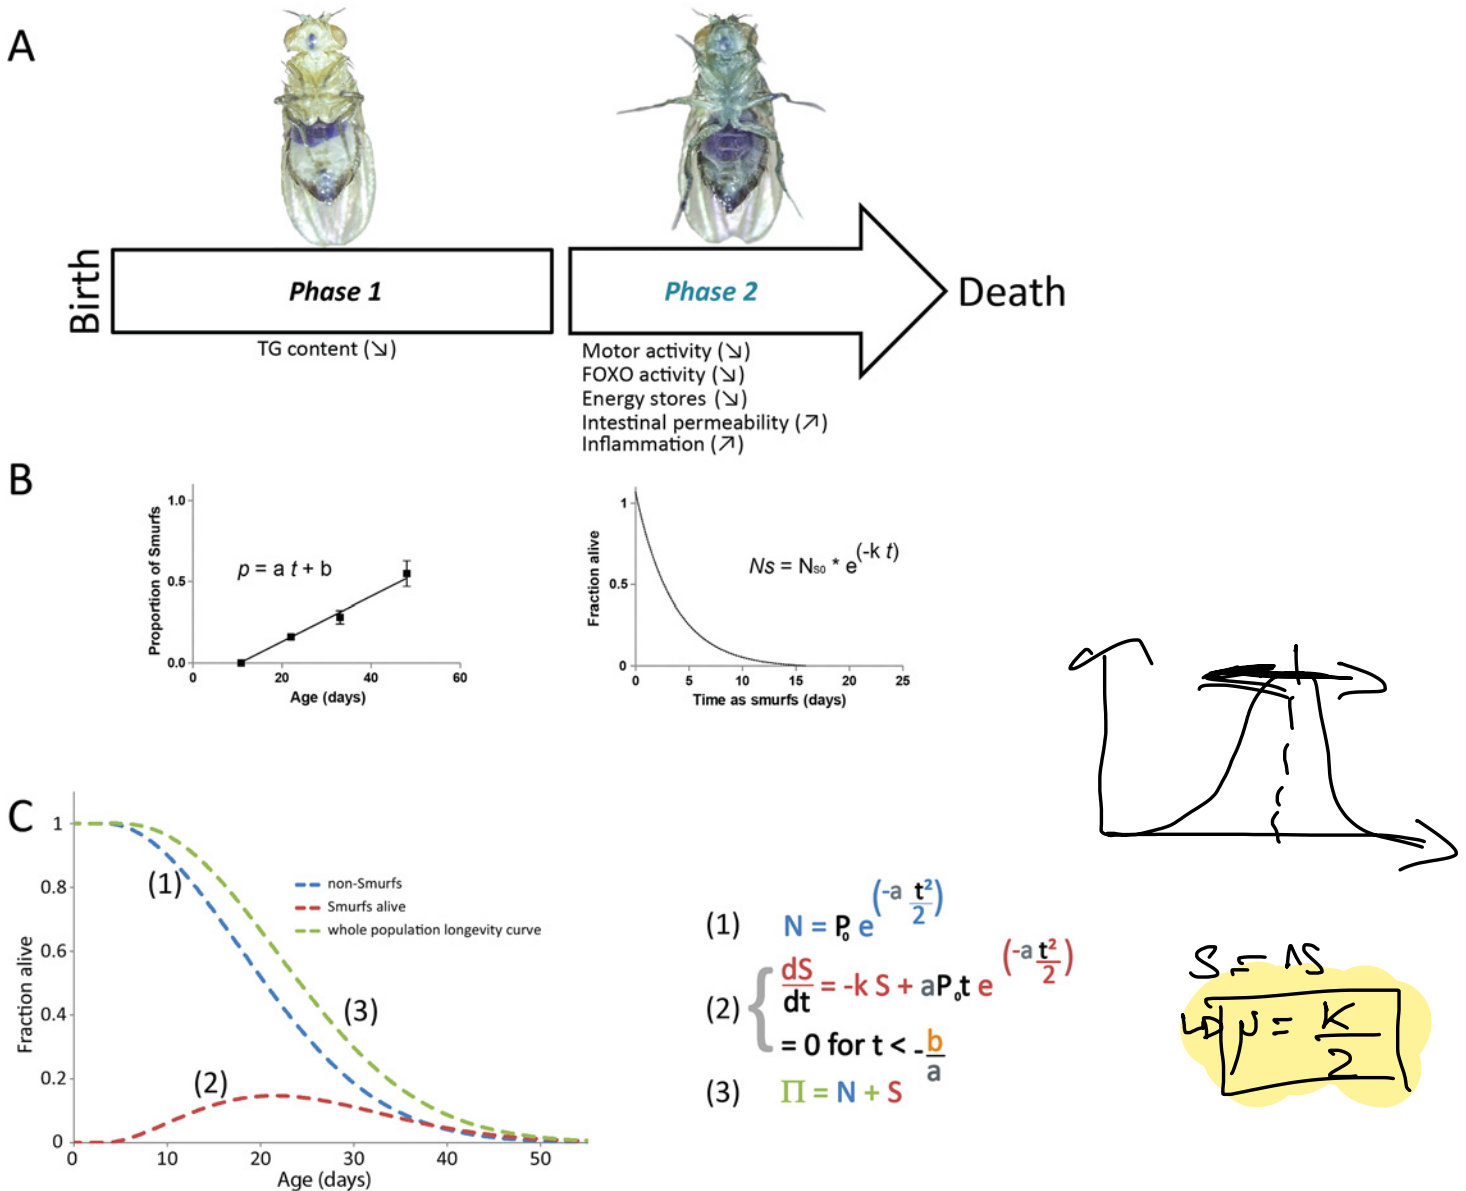 A
Birth
Phase 1
Phase 2
Death
TG content (↘)
Motor activity (↘)
FOXO activity (↘)
Energy stores (↘)
Intestinal permeability (↗)
Inflammation (↗)
B
Proportion of Smurfs
1.0
0.5
0.0
p = a t + b
0 20 40 60
Age (days)
Fraction alive
1
0.5
0
Ns = Ns0 * e^(-k t)
0 5 10 15 20 25
Time as smurfs (days)
C
Fraction alive
1
0.8
0.6
0.4
0.2
0
(1)
(2)
(3)
non-Smurfs
Smurfs alive
whole population longevity curve
0 10 20 30 40 50
Age (days)
(1) N = P₀ e^(-a t²/2)
(2) dS/dt = -k S + aP₀t e^(-a t²/2)
= 0 for t < -b/a
(3) Π = N + S
μ = K/2